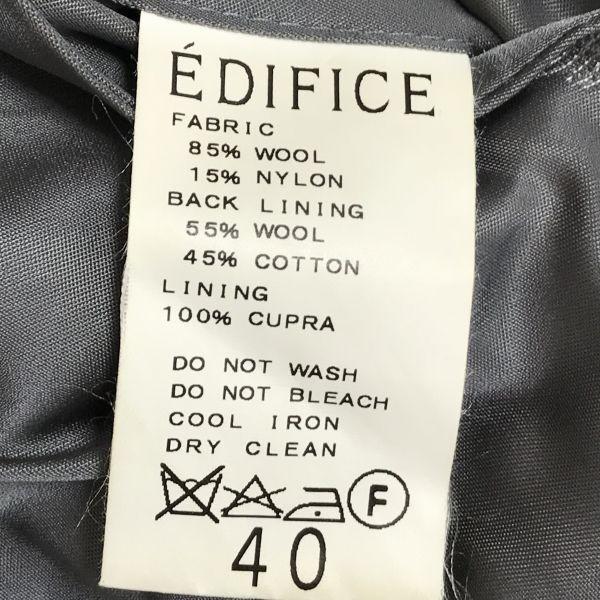 ÉDIFICE
FABRIC
85% WOOL
15% NYLON
BACK LINING
55% WOOL
45% COTTON
LINING
100% CUPRA
DO NOT WASH
DO NOT BLEACH
COOL IRON
DRY CLEAN
F
40